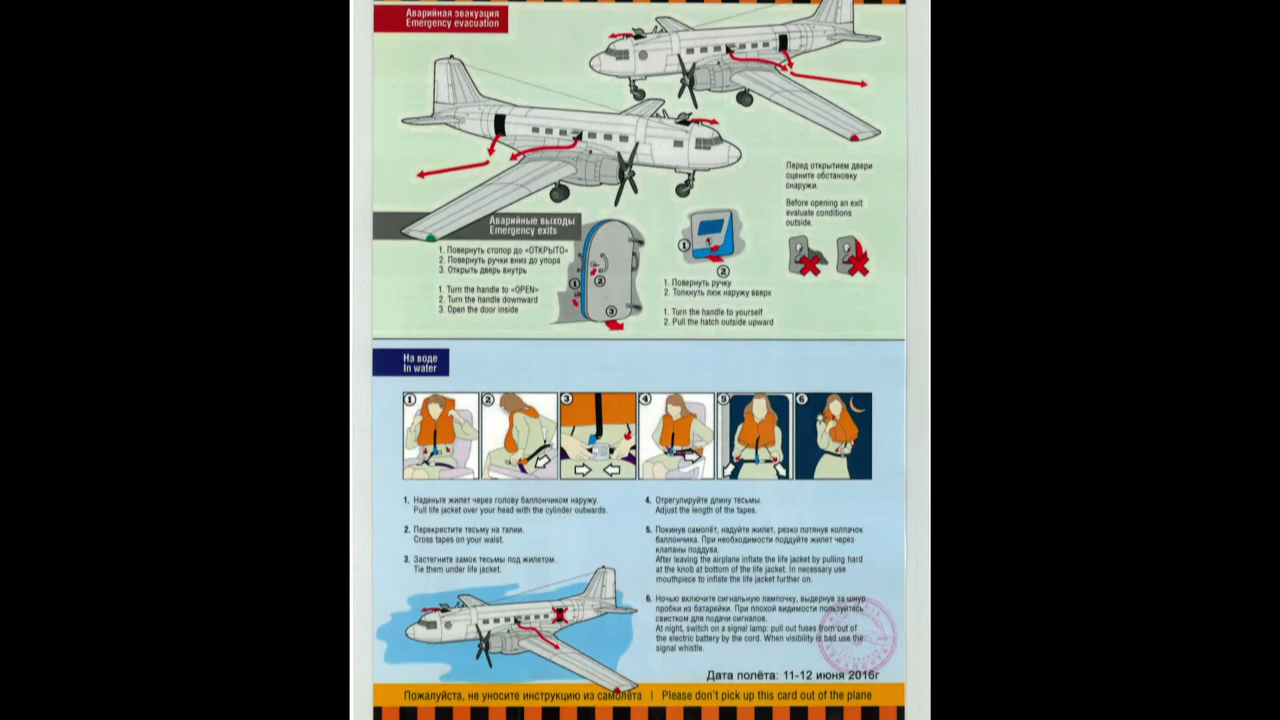 Аварийная эвакуация
Emergency evacuation
Перед открытием двери
оцените обстановку
снаружи.
Before opening an exit
evaluate conditions
outside.
Аварийные выходы
Emergency exits
1. Повернуть стопор до «ОТКРЫТО»
2. Повернуть ручки вниз до упора
3. Открыть дверь внутрь
1. Turn the handle to «OPEN»
2. Turn the handle downward
3. Open the door inside
1
2
3
1
2
1. Повернуть ручку
2. Толкнуть люк наружу вверх
1. Turn the handle to yourself
2. Pull the hatch outside upward
На воде
In water
1 2 3 4 5 6
1. Наденьте жилет через голову баллончиком наружу.
Pull life jacket over your head with the cylinder outwards.
2. Перекрестите тесьму на талии.
Cross tapes on your waist.
3. Застегните замок тесьмы под жилетом.
Tie them under life jacket.
4. Отрегулируйте длину тесьмы.
Adjust the length of the tapes.
5. Покинув самолёт, надуйте жилет, резко потянув колпачок
баллончика. При необходимости поддуйте жилет через
клапаны поддува.
After leaving the airplane inflate the life jacket by pulling hard
at the knob at bottom of the life jacket. In necessary use
mouthpiece to inflate the life jacket further on.
6. Ночью включите сигнальную лампочку, выдернув за шнур
пробки из батарейки. При плохой видимости пользуйтесь
свистком для подачи сигналов.
At night, switch on a signal lamp: pull out fuses from out of
the electric battery by the cord. When visibility is bad use the
signal whistle.
Дата полёта: 11-12 июня 2016г
Пожалуйста, не уносите инструкцию из самолёта | Please don't pick up this card out of the plane